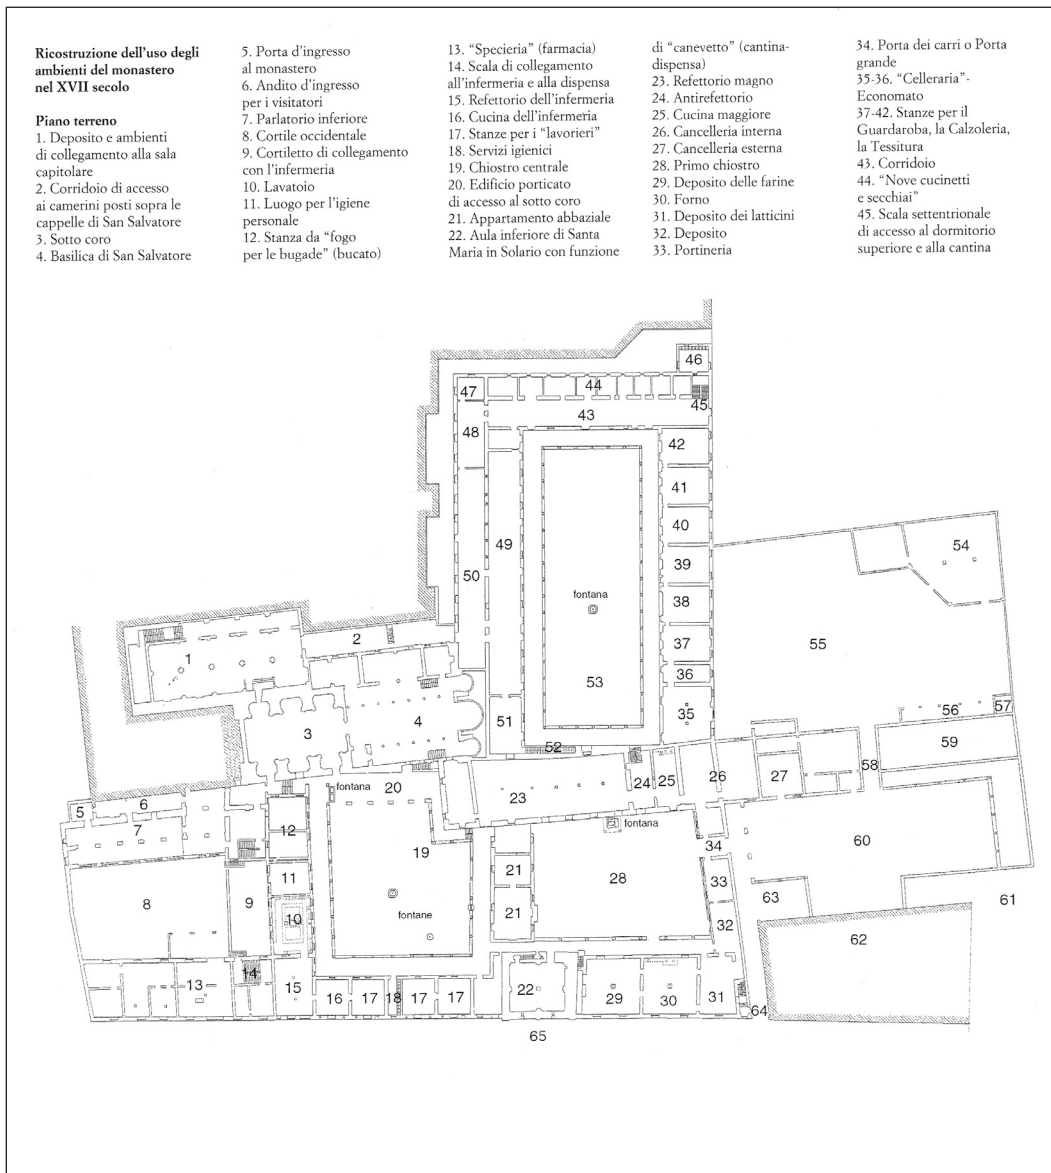 Ricostruzione dell'uso degli
ambienti del monastero
nel XVII secolo
Piano terreno
1. Deposito e ambienti
di collegamento alla sala
capitolare
2. Corridoio di accesso
ai camerini posti sopra le
cappelle di San Salvatore
3. Sotto coro
4. Basilica di San Salvatore
5. Porta d'ingresso
al monastero
6. Andito d'ingresso
per i visitatori
7. Parlatorio inferiore
8. Cortile occidentale
9. Cortiletto di collegamento
con l'infermeria
10. Lavatoio
11. Luogo per l'igiene
personale
12. Stanza da "fogo
per le bugade" (bucato)
13. "Specieria" (farmacia)
14. Scala di collegamento
all'infermeria e alla dispensa
15. Refettorio dell'infermeria
16. Cucina dell'infermeria
17. Stanze per i "lavorieri"
18. Servizi igienici
19. Chiostro centrale
20. Edificio porticato
di accesso al sotto coro
21. Appartamento abbaziale
22. Aula inferiore di Santa
Maria in Solario con funzione
di "canevetto" (cantina-
dispensa)
23. Refettorio magno
24. Antirefettorio
25. Cucina maggiore
26. Cancelleria interna
27. Cancelleria esterna
28. Primo chiostro
29. Deposito delle farine
30. Forno
31. Deposito dei latticini
32. Deposito
33. Portineria
34. Porta dei carri o Porta
grande
35-36. "Celleraria"-
Economato
37-42. Stanze per il
Guardaroba, la Calzoleria,
la Tessitura
43. Corridoio
44. "Nove cucinetti
e secchiai"
45. Scala settentrionale
di accesso al dormitorio
superiore e alla cantina
46
47
44
45
43
48
42
41
49
40
54
39
50
fontana
38
2
55
1
37
36
53
56
57
51
35
4
3
52
59
58
24
25
26
27
fontana
20
23
5
6
7
12
fontana
19
34
60
11
21
28
33
9
8
63
61
10
fontane
21
32
62
14
13
15
16
17
18
17
17
22
29
30
31
64
65